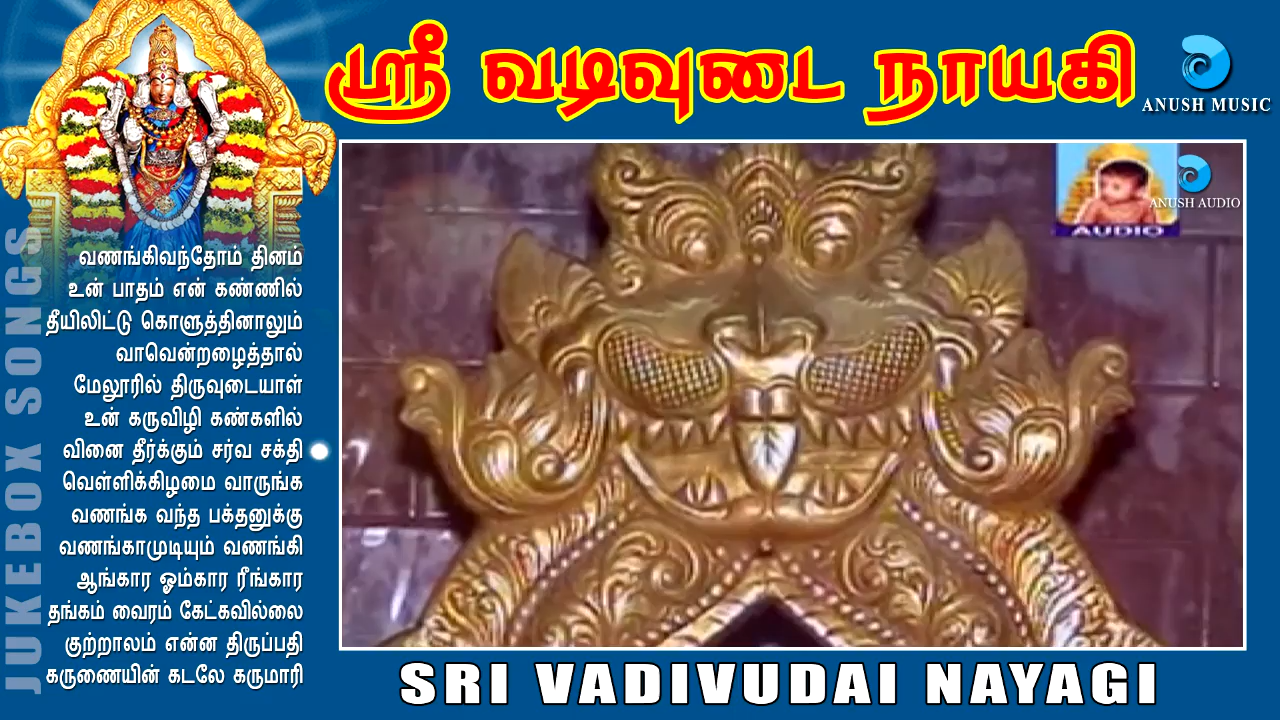 ஸ்ரீ வடிவுடை நாயகி
ANUSH MUSIC
ANUSH AUDIO
AUDIO
JUKEBOX SONGS
வணங்கிவந்தோம் தினம்
உன் பாதம் என் கண்ணில்
தீயிலிட்டு கொளுத்தினாலும்
வாவென்றழைத்தால்
மேலூரில் திருவுடையாள்
உன் கருவிழி கண்களில்
வினை தீர்க்கும் சர்வ சக்தி
வெள்ளிக்கிழமை வாருங்க
வணங்க வந்த பக்தனுக்கு
வணங்காமுடியும் வணங்கி
ஆங்கார ஓம்கார ரீங்கார
தங்கம் வைரம் கேட்கவில்லை
குற்றாலம் என்ன திருப்பதி
கருணையின் கடலே கருமாரி
SRI VADIVUDAI NAYAGI